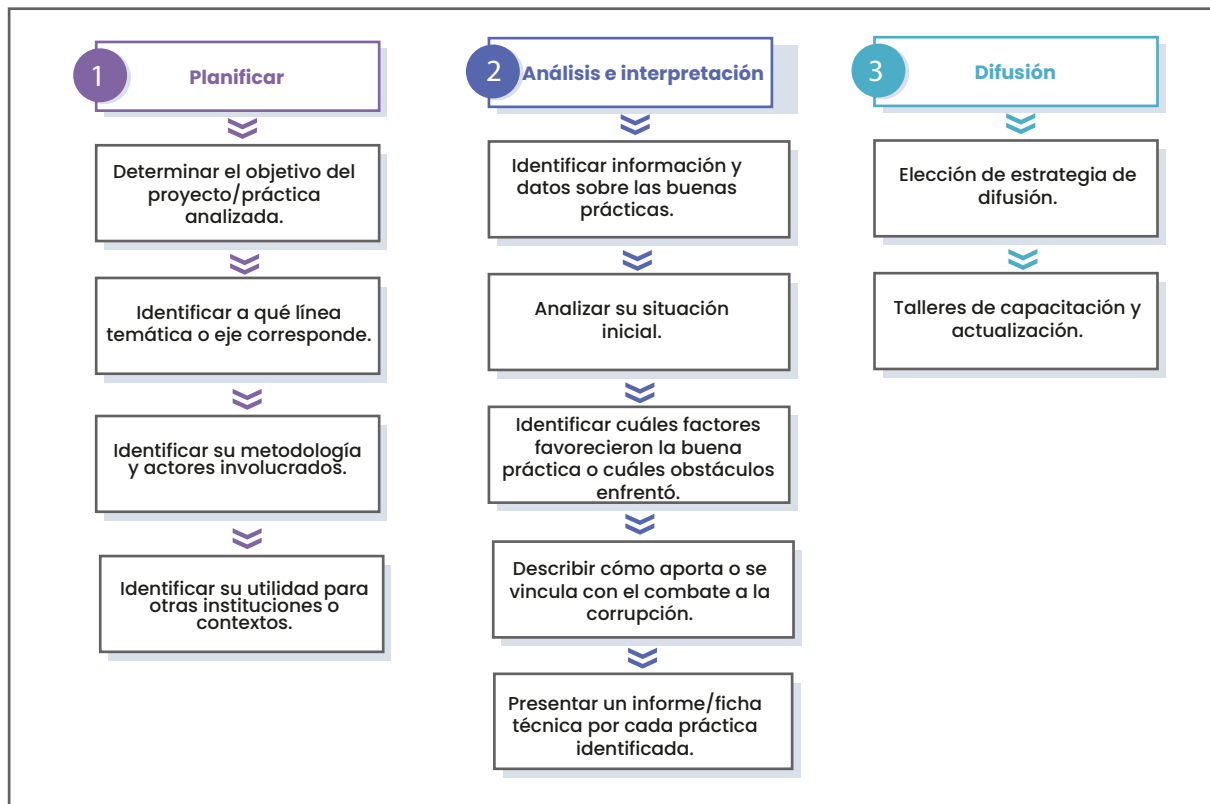 1
Planificar
Determinar el objetivo del
proyecto/práctica
analizada.
Identificar a qué línea
temática o eje corresponde.
Identificar su metodología
y actores involucrados.
Identificar su utilidad para
otras instituciones o
contextos.
2
Análisis e interpretación
Identificar información y
datos sobre las buenas
prácticas.
Analizar su situación
inicial.
Identificar cuáles factores
favorecieron la buena
práctica o cuáles obstáculos
enfrentó.
Describir cómo aporta o se
vincula con el combate a la
corrupción.
Presentar un informe/ficha
técnica por cada práctica
identificada.
3
Difusión
Elección de estrategia de
difusión.
Talleres de capacitación y
actualización.